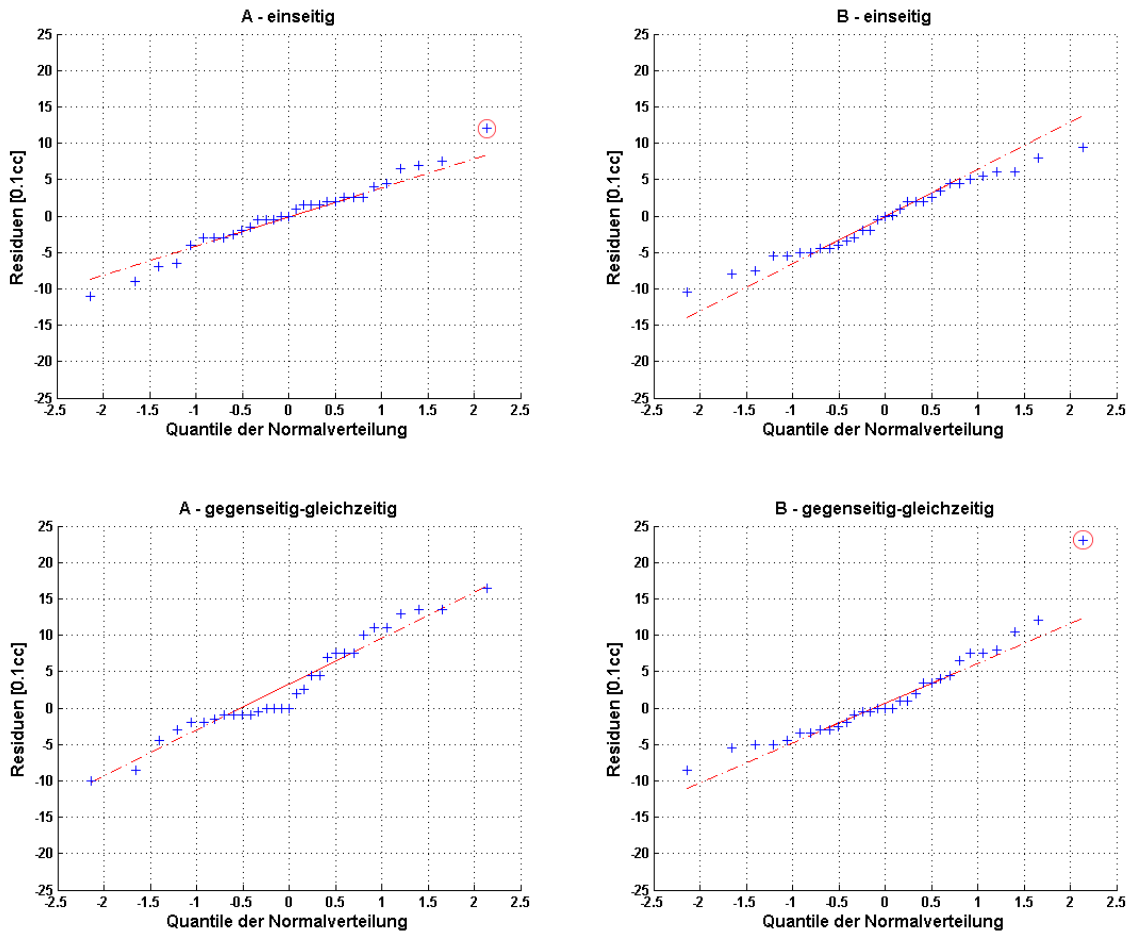 A - einseitig
25
20
15
10
5
0
-5
-10
-15
-20
-25
Residuen [0.1cc]
-2.5 -2 -1.5 -1 -0.5 0 0.5 1 1.5 2 2.5
Quantile der Normalverteilung
B - einseitig
25
20
15
10
5
0
-5
-10
-15
-20
-25
Residuen [0.1cc]
-2.5 -2 -1.5 -1 -0.5 0 0.5 1 1.5 2 2.5
Quantile der Normalverteilung
A - gegenseitig-gleichzeitig
25
20
15
10
5
0
-5
-10
-15
-20
-25
Residuen [0.1cc]
-2.5 -2 -1.5 -1 -0.5 0 0.5 1 1.5 2 2.5
Quantile der Normalverteilung
B - gegenseitig-gleichzeitig
25
20
15
10
5
0
-5
-10
-15
-20
-25
Residuen [0.1cc]
-2.5 -2 -1.5 -1 -0.5 0 0.5 1 1.5 2 2.5
Quantile der Normalverteilung